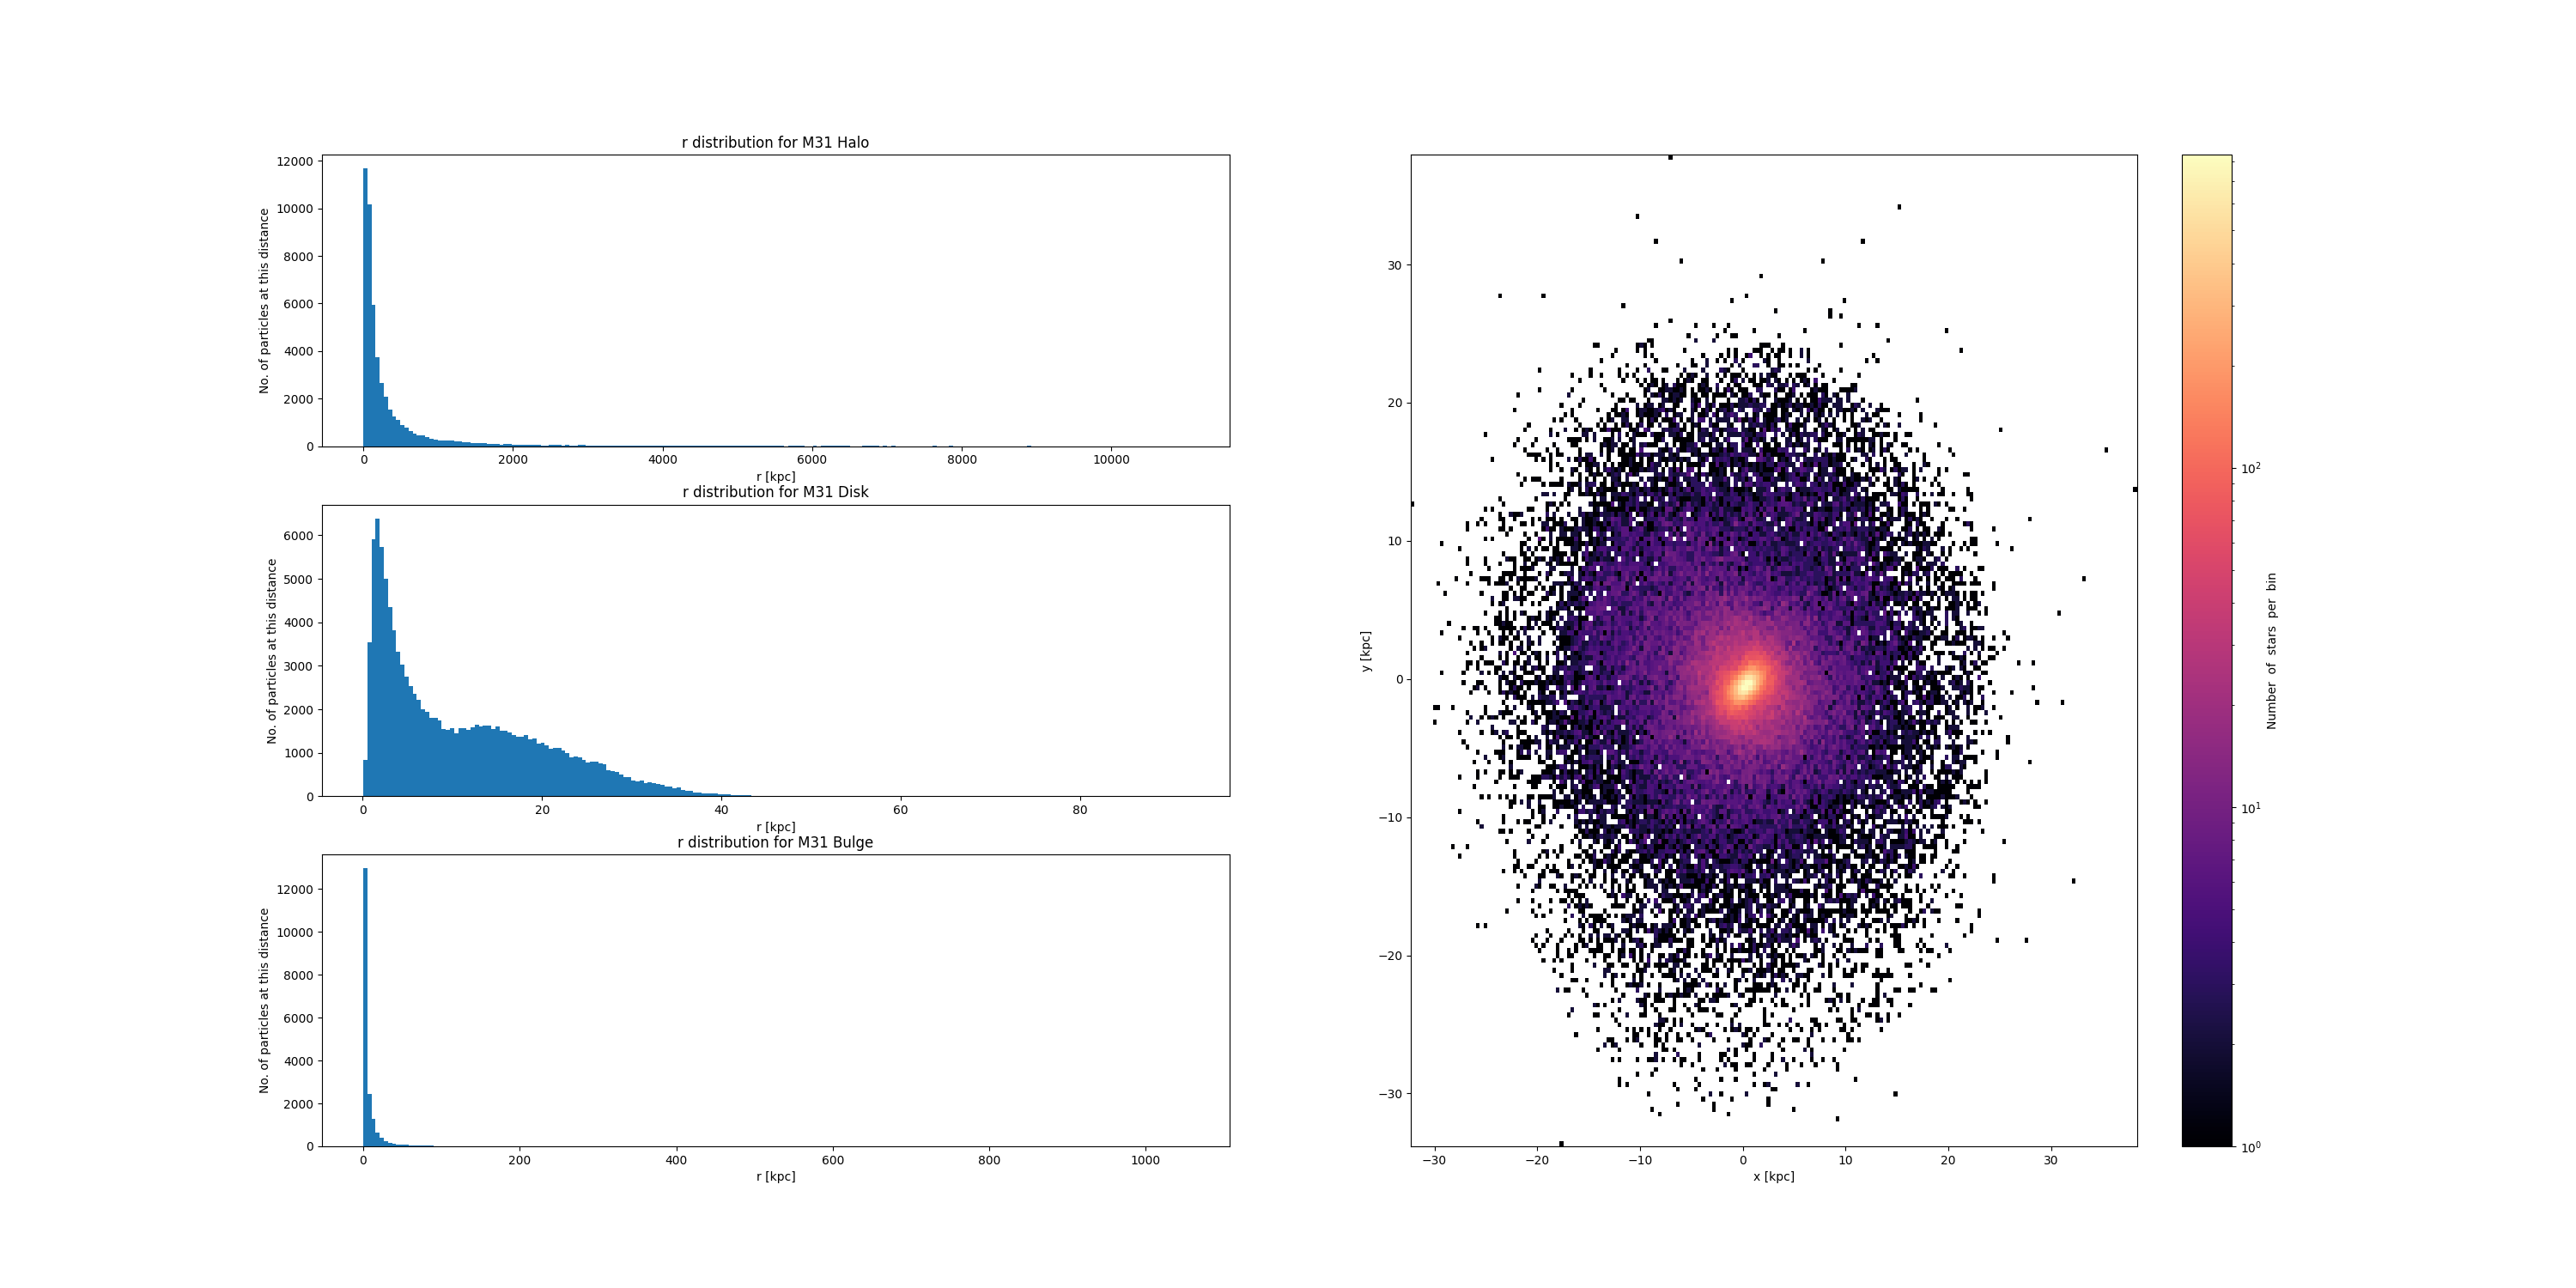 r distribution for M31 Halo
No. of particles at this distance
12000
10000
8000
6000
4000
2000
0
0 2000 4000 6000 8000 10000
r [kpc]
r distribution for M31 Disk
No. of particles at this distance
6000
5000
4000
3000
2000
1000
0
0 20 40 60 80
r [kpc]
r distribution for M31 Bulge
No. of particles at this distance
12000
10000
8000
6000
4000
2000
0
0 200 400 600 800 1000
r [kpc]
y [kpc]
30
20
10
0
−10
−20
−30
−30 −20 −10 0 10 20 30
x [kpc]
10²
10¹
10⁰
Number of stars per bin